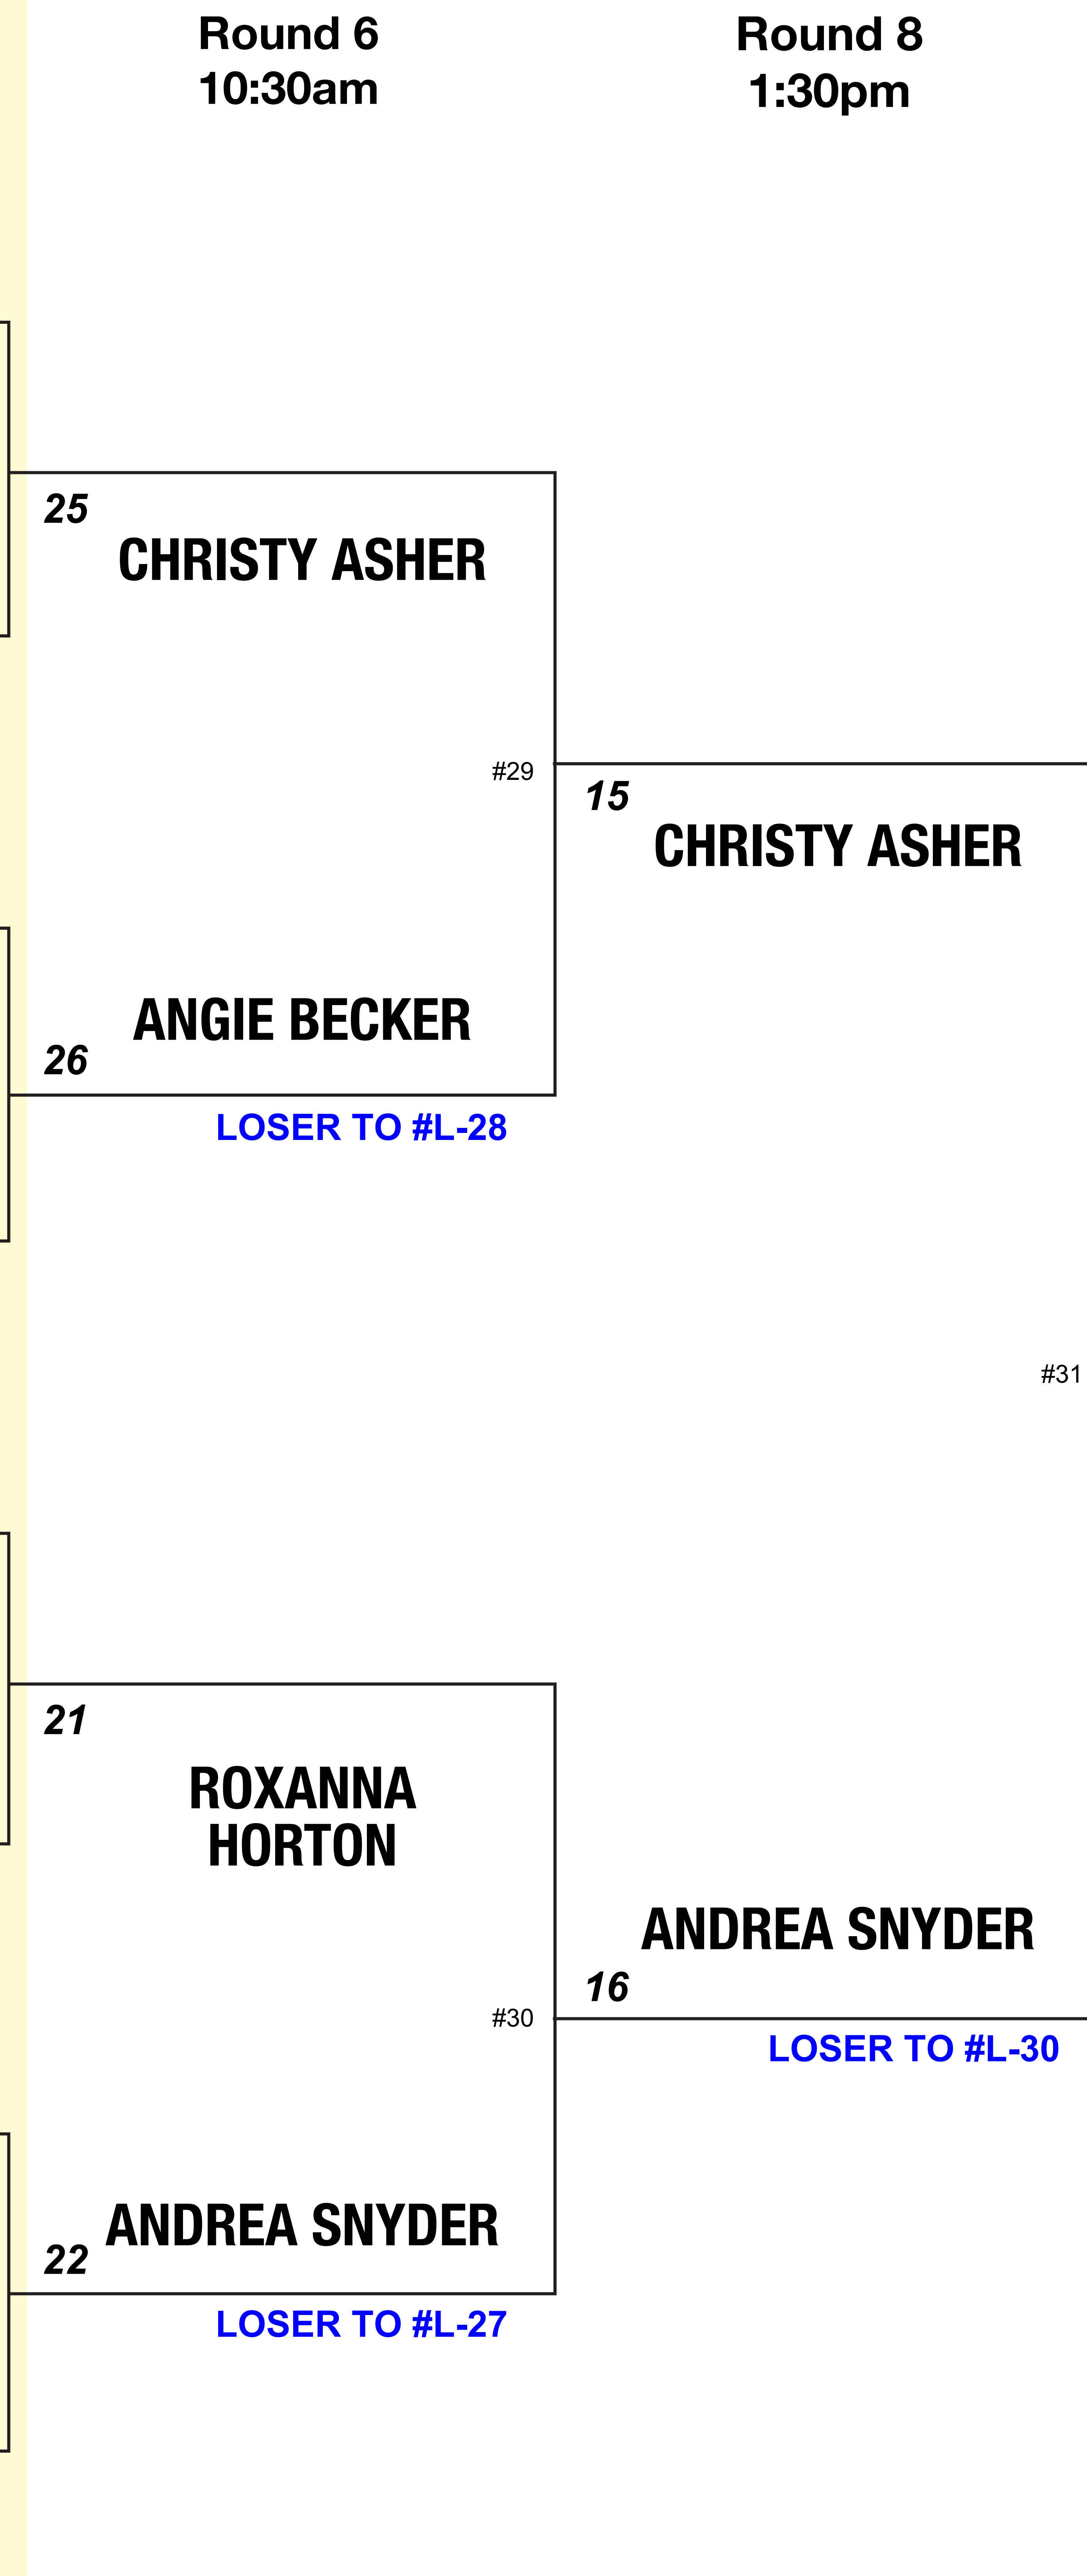 Round 6
10:30am
Round 8
1:30pm
25
CHRISTY ASHER
#29
15
CHRISTY ASHER
ANGIE BECKER
26
LOSER TO #L-28
#31
21
ROXANNA
HORTON
ANDREA SNYDER
16
#30
LOSER TO #L-30
ANDREA SNYDER
22
LOSER TO #L-27